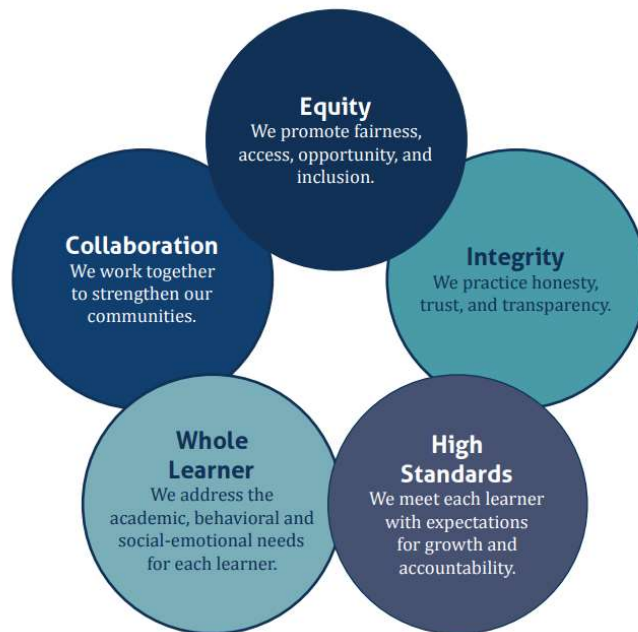 Equity
We promote fairness,
access, opportunity, and
inclusion.
Collaboration
We work together
to strengthen our
communities.
Integrity
We practice honesty,
trust, and transparency.
Whole
Learner
We address the
academic, behavioral and
social-emotional needs
for each learner.
High
Standards
We meet each learner
with expectations
for growth and
accountability.